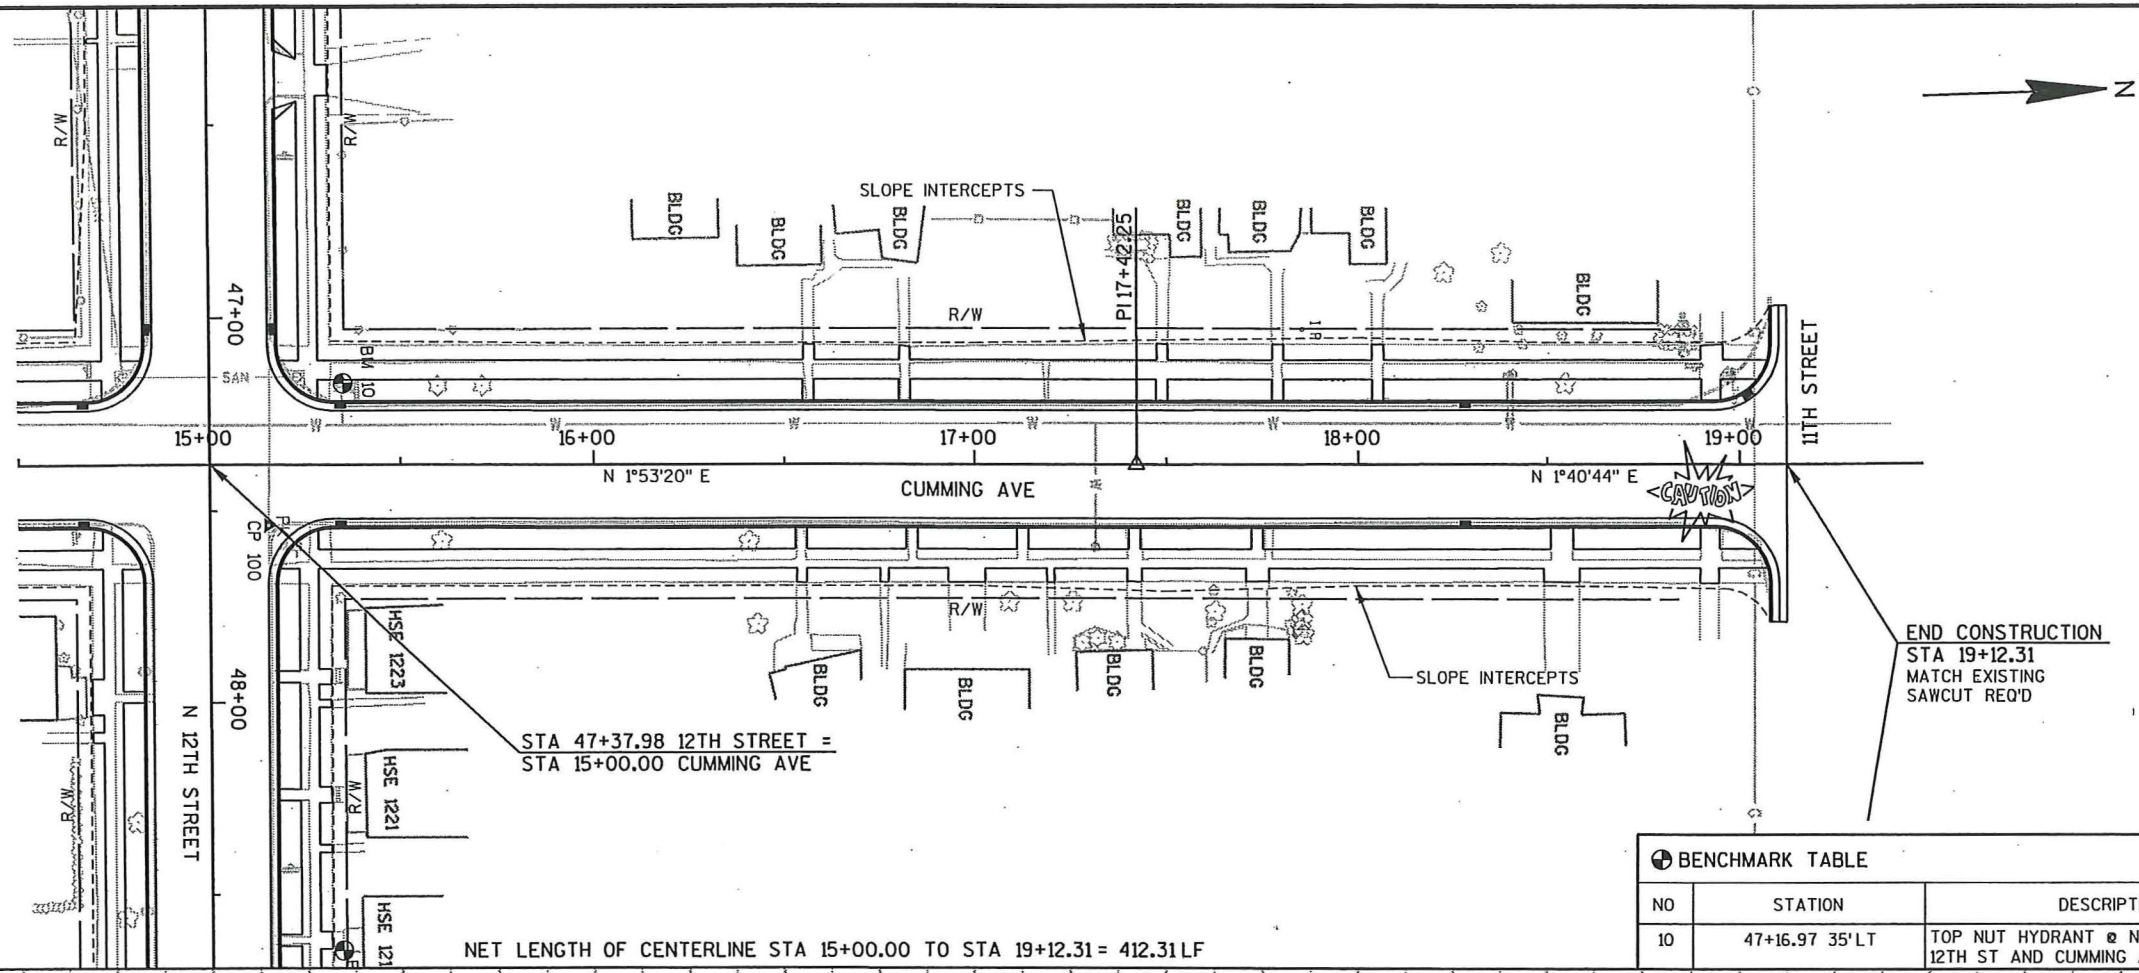 R/W
R/W
N
SLOPE INTERCEPTS
BLDG
BLDG
BLDG
PI 17+42.25
BLDG
BLDG
BLDG
BLDG
47+00
R/W
BM 10
SAN
11TH STREET
W W W W W W W
15+00 16+00 17+00 18+00 19+00
N 1°53'20" E
CUMMING AVE
N 1°40'44" E
CAUTION
CP 100
HSE 1223
R/W
BLDG
BLDG
BLDG
BLDG
SLOPE INTERCEPTS
BLDG
END CONSTRUCTION
STA 19+12.31
MATCH EXISTING
SAWCUT REQ'D
48+00
N 12TH STREET
R/W
R/W
HSE 1221
STA 47+37.98 12TH STREET =
STA 15+00.00 CUMMING AVE
HSE 121
NET LENGTH OF CENTERLINE STA 15+00.00 TO STA 19+12.31 = 412.31 LF
BENCHMARK TABLE
NO STATION DESCRIPT
10 47+16.97 35' LT TOP NUT HYDRANT @ N
12TH ST AND CUMMING